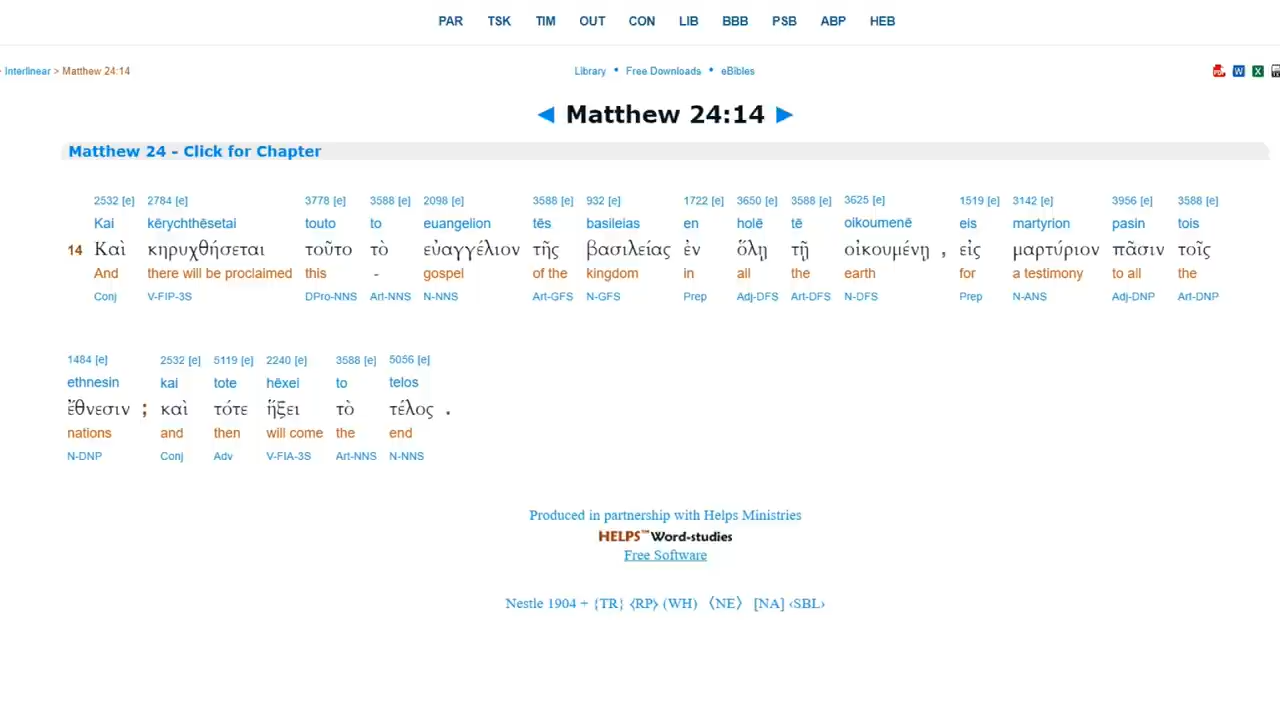 PAR TSK TIM OUT CON LIB BBB PSB ABP HEB
Interlinear > Matthew 24:14 Library • Free Downloads • eBibles
◄ Matthew 24:14 ►
Matthew 24 - Click for Chapter
2532 [e] 2784 [e] 3778 [e] 3588 [e] 2098 [e] 3588 [e] 932 [e] 1722 [e] 3650 [e] 3588 [e] 3625 [e] 1519 [e] 3142 [e] 3956 [e] 3588 [e]
Kai kērychthēsetai touto to euangelion tēs basileias en holē tē oikoumenē eis martyrion pasin tois
14 Καὶ κηρυχθήσεται τοῦτο τὸ εὐαγγέλιον τῆς βασιλείας ἐν ὅλῃ τῇ οἰκουμένῃ , εἰς μαρτύριον πᾶσιν τοῖς
And there will be proclaimed this - gospel of the kingdom in all the earth for a testimony to all the
Conj V-FIP-3S DPro-NNS Art-NNS N-NNS Art-GFS N-GFS Prep Adj-DFS Art-DFS N-DFS Prep N-ANS Adj-DNP Art-DNP
1484 [e] 2532 [e] 5119 [e] 2240 [e] 3588 [e] 5056 [e]
ethnesin kai tote hēxei to telos
ἔθνεσιν ; καὶ τότε ἥξει τὸ τέλος .
nations and then will come the end
N-DNP Conj Adv V-FIA-3S Art-NNS N-NNS
Produced in partnership with Helps Ministries
HELPS™ Word-studies
Free Software
Nestle 1904 + {TR} ⟨RP⟩ (WH) 〈NE〉 [NA] ‹SBL›